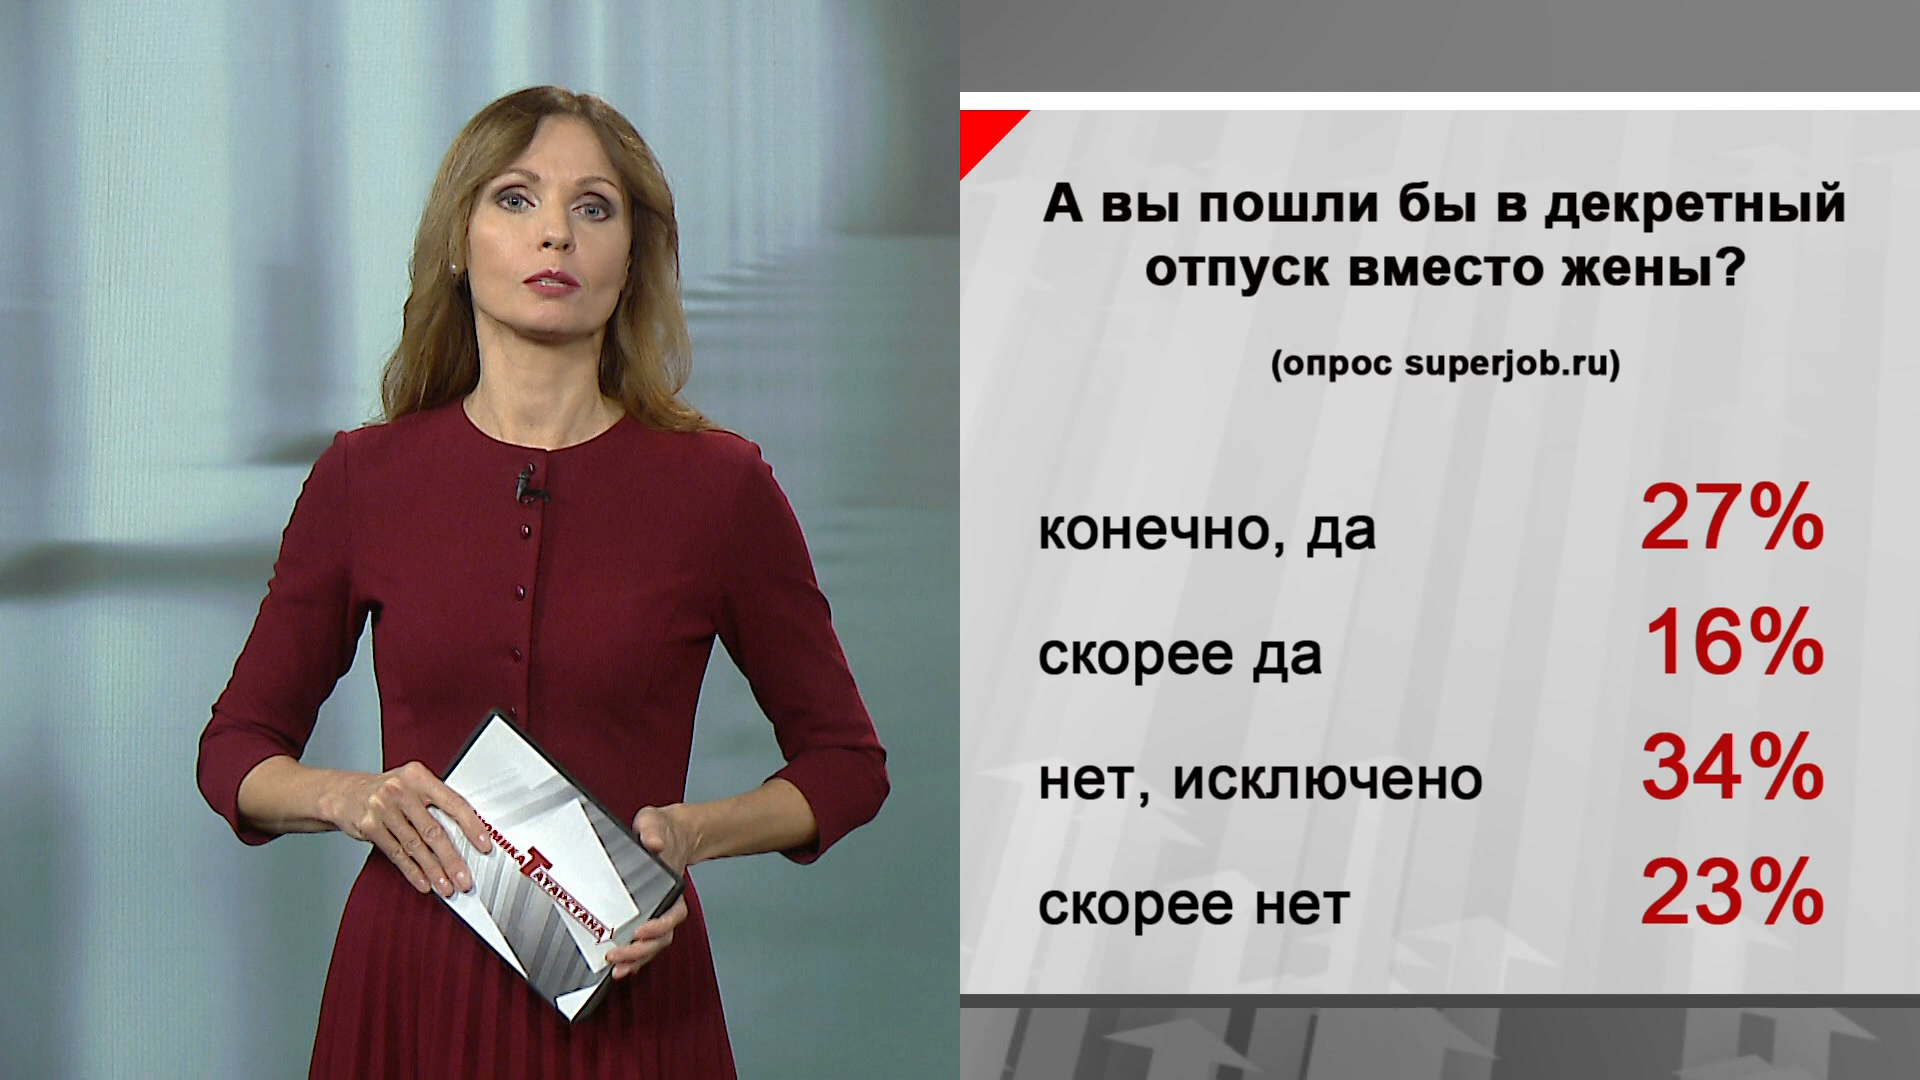 А вы пошли бы в декретный
отпуск вместо жены?
(опрос superjob.ru)
конечно, да 27%
скорее да 16%
нет, исключено 34%
скорее нет 23%
ТАТАРСТАНА